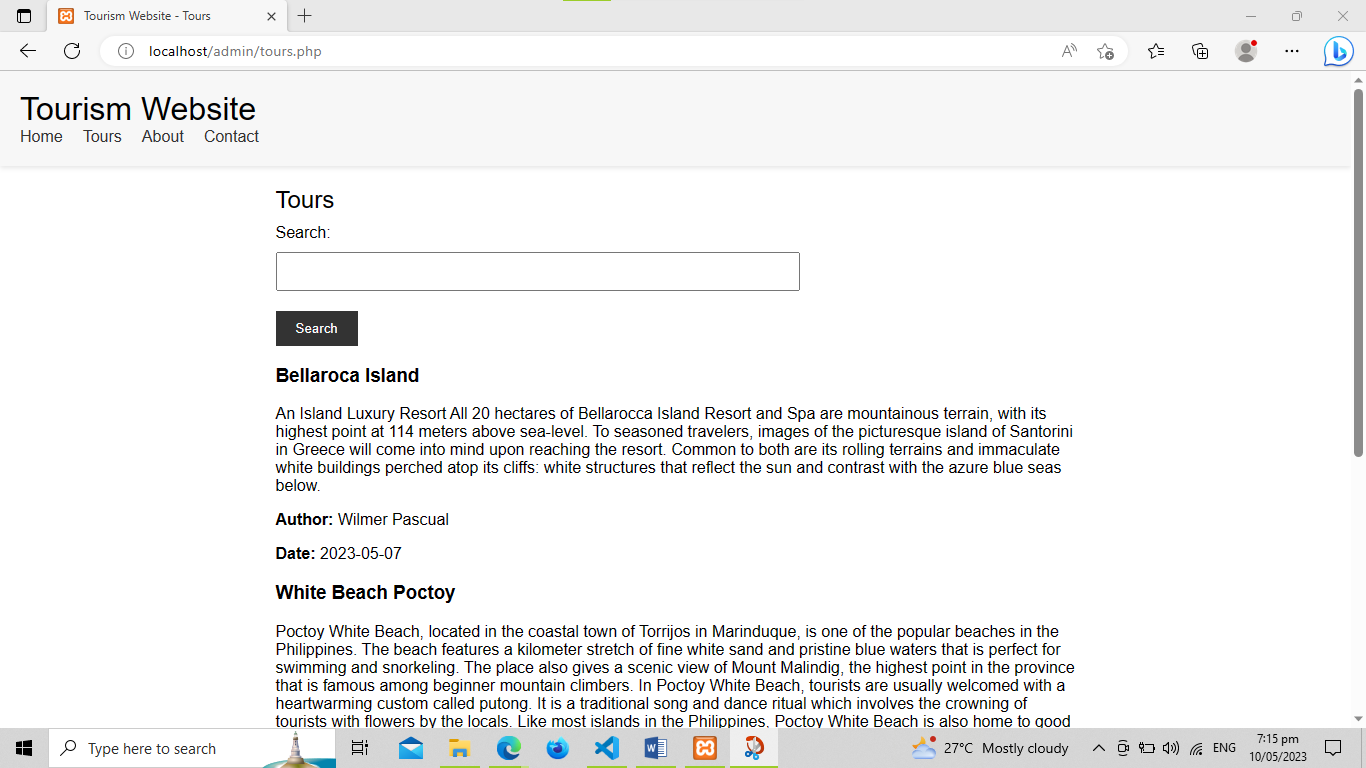 Tourism Website - Tours
localhost/admin/tours.php
Tourism Website
Home Tours About Contact
Tours
Search:
Search
Bellaroca Island
An Island Luxury Resort All 20 hectares of Bellarocca Island Resort and Spa are mountainous terrain, with its
highest point at 114 meters above sea-level. To seasoned travelers, images of the picturesque island of Santorini
in Greece will come into mind upon reaching the resort. Common to both are its rolling terrains and immaculate
white buildings perched atop its cliffs: white structures that reflect the sun and contrast with the azure blue seas
below.
Author: Wilmer Pascual
Date: 2023-05-07
White Beach Poctoy
Poctoy White Beach, located in the coastal town of Torrijos in Marinduque, is one of the popular beaches in the
Philippines. The beach features a kilometer stretch of fine white sand and pristine blue waters that is perfect for
swimming and snorkeling. The place also gives a scenic view of Mount Malindig, the highest point in the province
that is famous among beginner mountain climbers. In Poctoy White Beach, tourists are usually welcomed with a
heartwarming custom called putong. It is a traditional song and dance ritual which involves the crowning of
tourists with flowers by the locals. Like most islands in the Philippines, Poctoy White Beach is also home to good
Type here to search
27°C Mostly cloudy
ENG
7:15 pm
10/05/2023